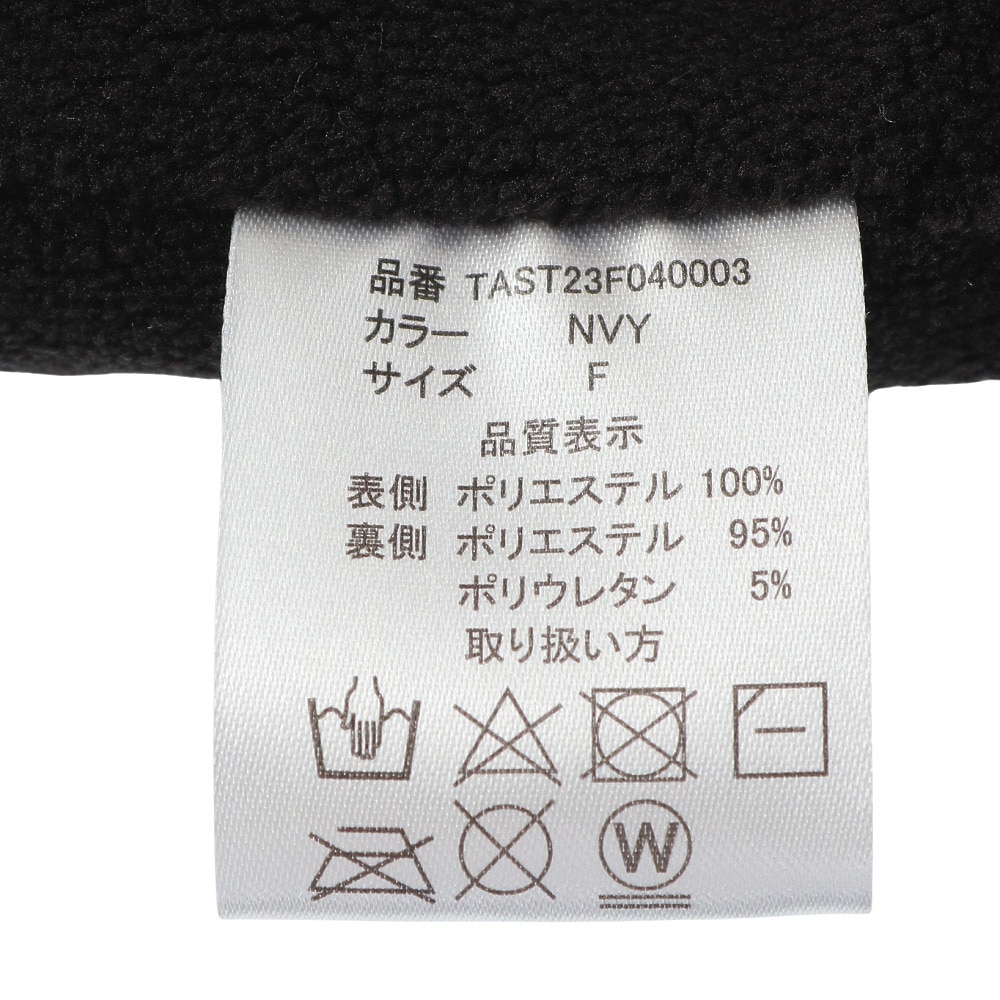 品番 TAST23F040003
カラー NVY
サイズ F
品質表示
表側 ポリエステル 100%
裏側 ポリエステル 95%
ポリウレタン 5%
取り扱い方
W